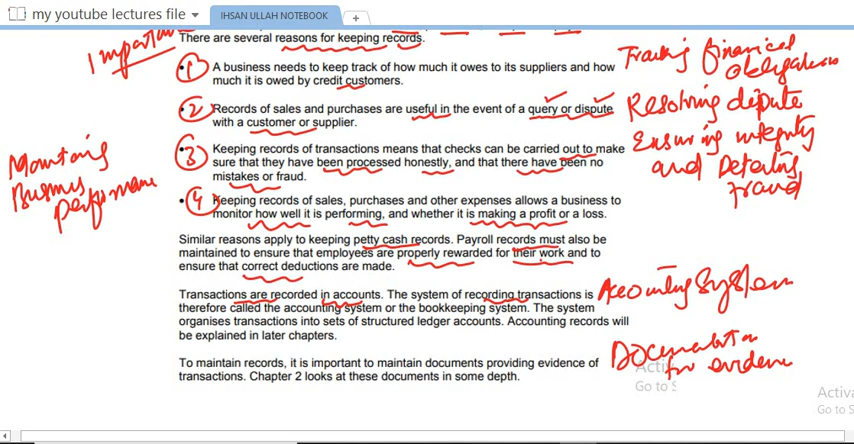 my youtube lectures file
IHSAN ULLAH NOTEBOOK
There are several reasons for keeping records.
① A business needs to keep track of how much it owes to its suppliers and how
much it is owed by credit customers.
Tracking financial
obligations
② Records of sales and purchases are useful in the event of a query or dispute
with a customer or supplier.
Resolving dispute
③ Keeping records of transactions means that checks can be carried out to make
sure that they have been processed honestly, and that there have been no
mistakes or fraud.
Ensuring integrity
and Detecting
fraud
④ Keeping records of sales, purchases and other expenses allows a business to
monitor how well it is performing, and whether it is making a profit or a loss.
Business
performance
Similar reasons apply to keeping petty cash records. Payroll records must also be
maintained to ensure that employees are properly rewarded for their work and to
ensure that correct deductions are made.
Transactions are recorded in accounts. The system of recording transactions is
therefore called the accounting system or the bookkeeping system. The system
organises transactions into sets of structured ledger accounts. Accounting records will
be explained in later chapters.
Accounting System
To maintain records, it is important to maintain documents providing evidence of
transactions. Chapter 2 looks at these documents in some depth.
for evidence
Go to S
Activa
Go to S